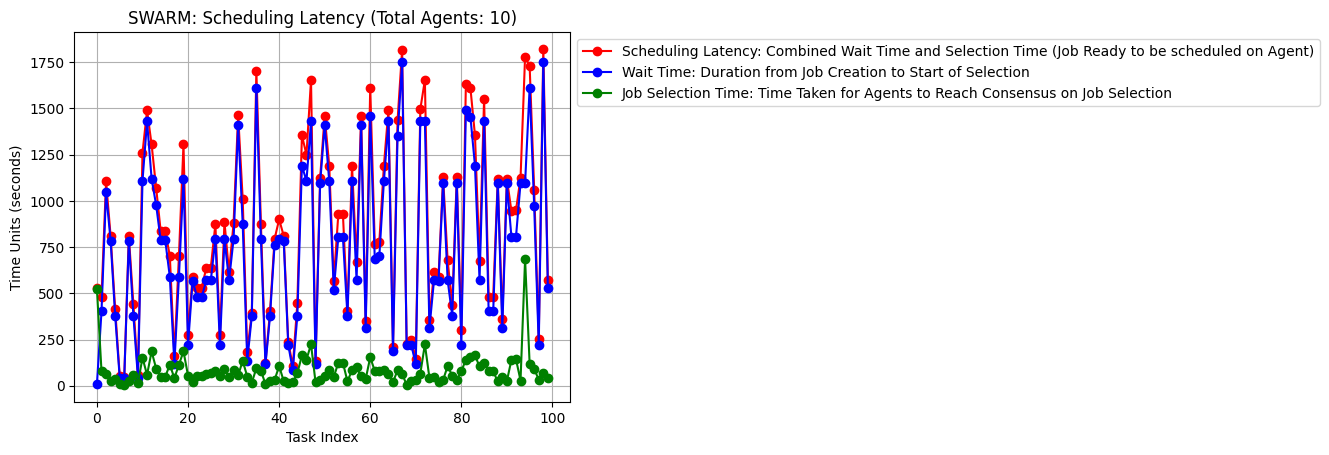 SWARM: Scheduling Latency (Total Agents: 10)
Scheduling Latency: Combined Wait Time and Selection Time (Job Ready to be scheduled on Agent)
Wait Time: Duration from Job Creation to Start of Selection
Job Selection Time: Time Taken for Agents to Reach Consensus on Job Selection
Time Units (seconds)
1750
1500
1250
1000
750
500
250
0
0 20 40 60 80 100
Task Index